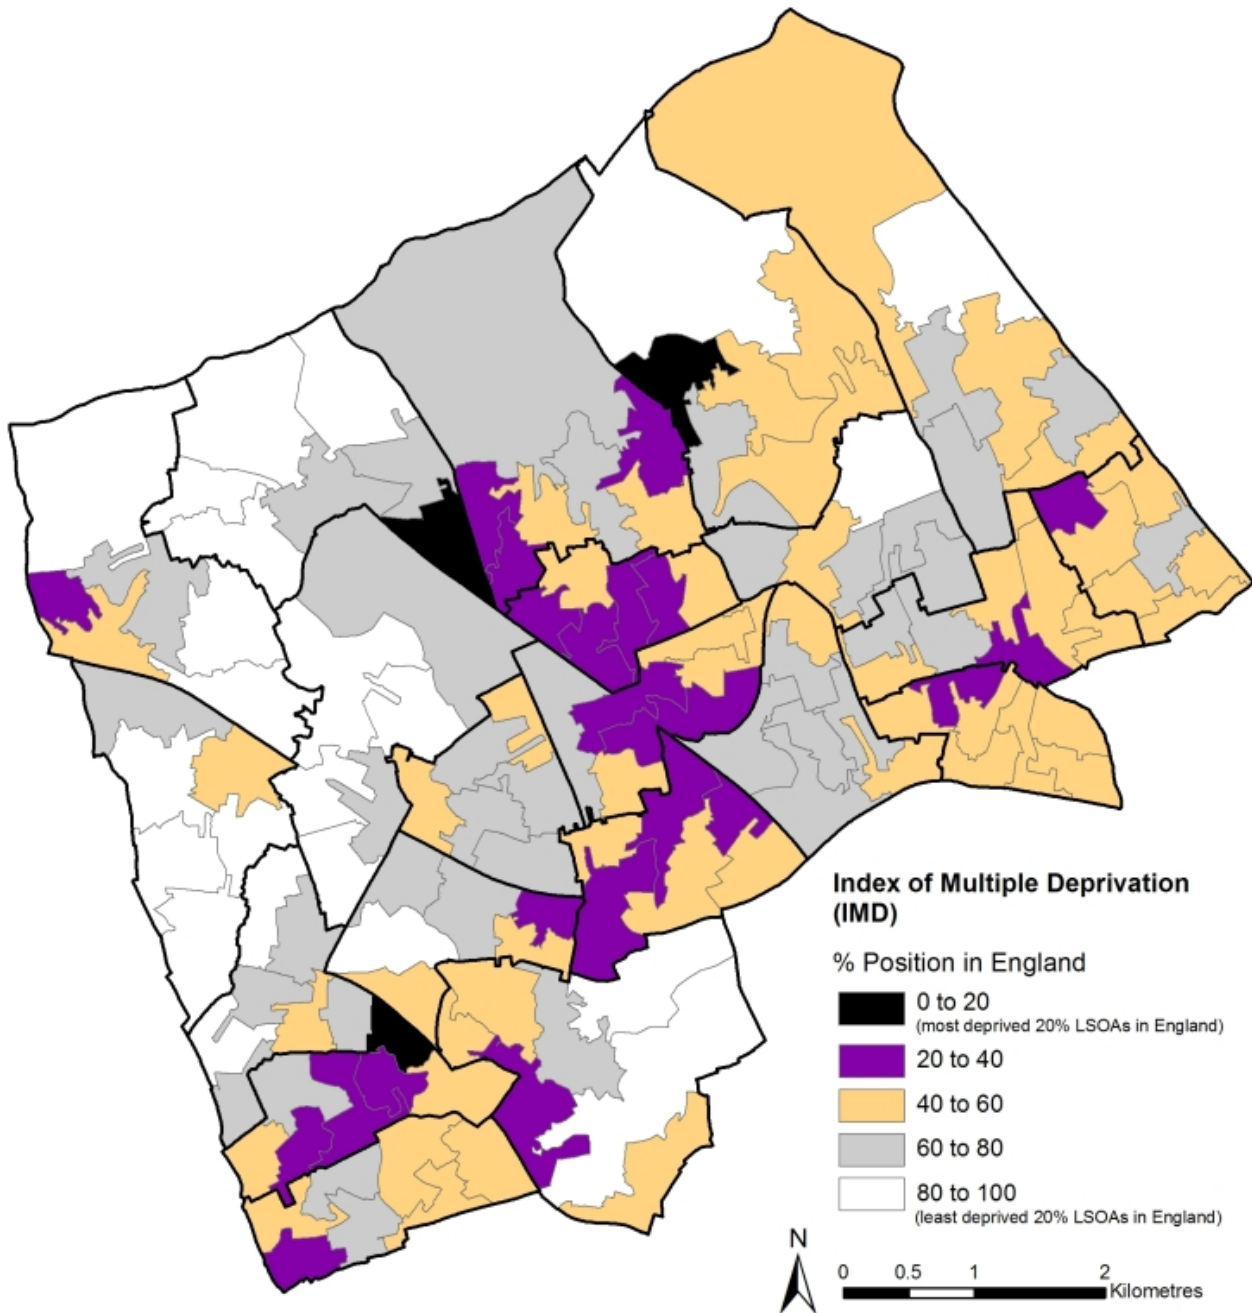 Index of Multiple Deprivation
(IMD)
% Position in England
0 to 20
(most deprived 20% LSOAs in England)
20 to 40
40 to 60
60 to 80
80 to 100
(least deprived 20% LSOAs in England)
N
0 0.5 1 2
Kilometres